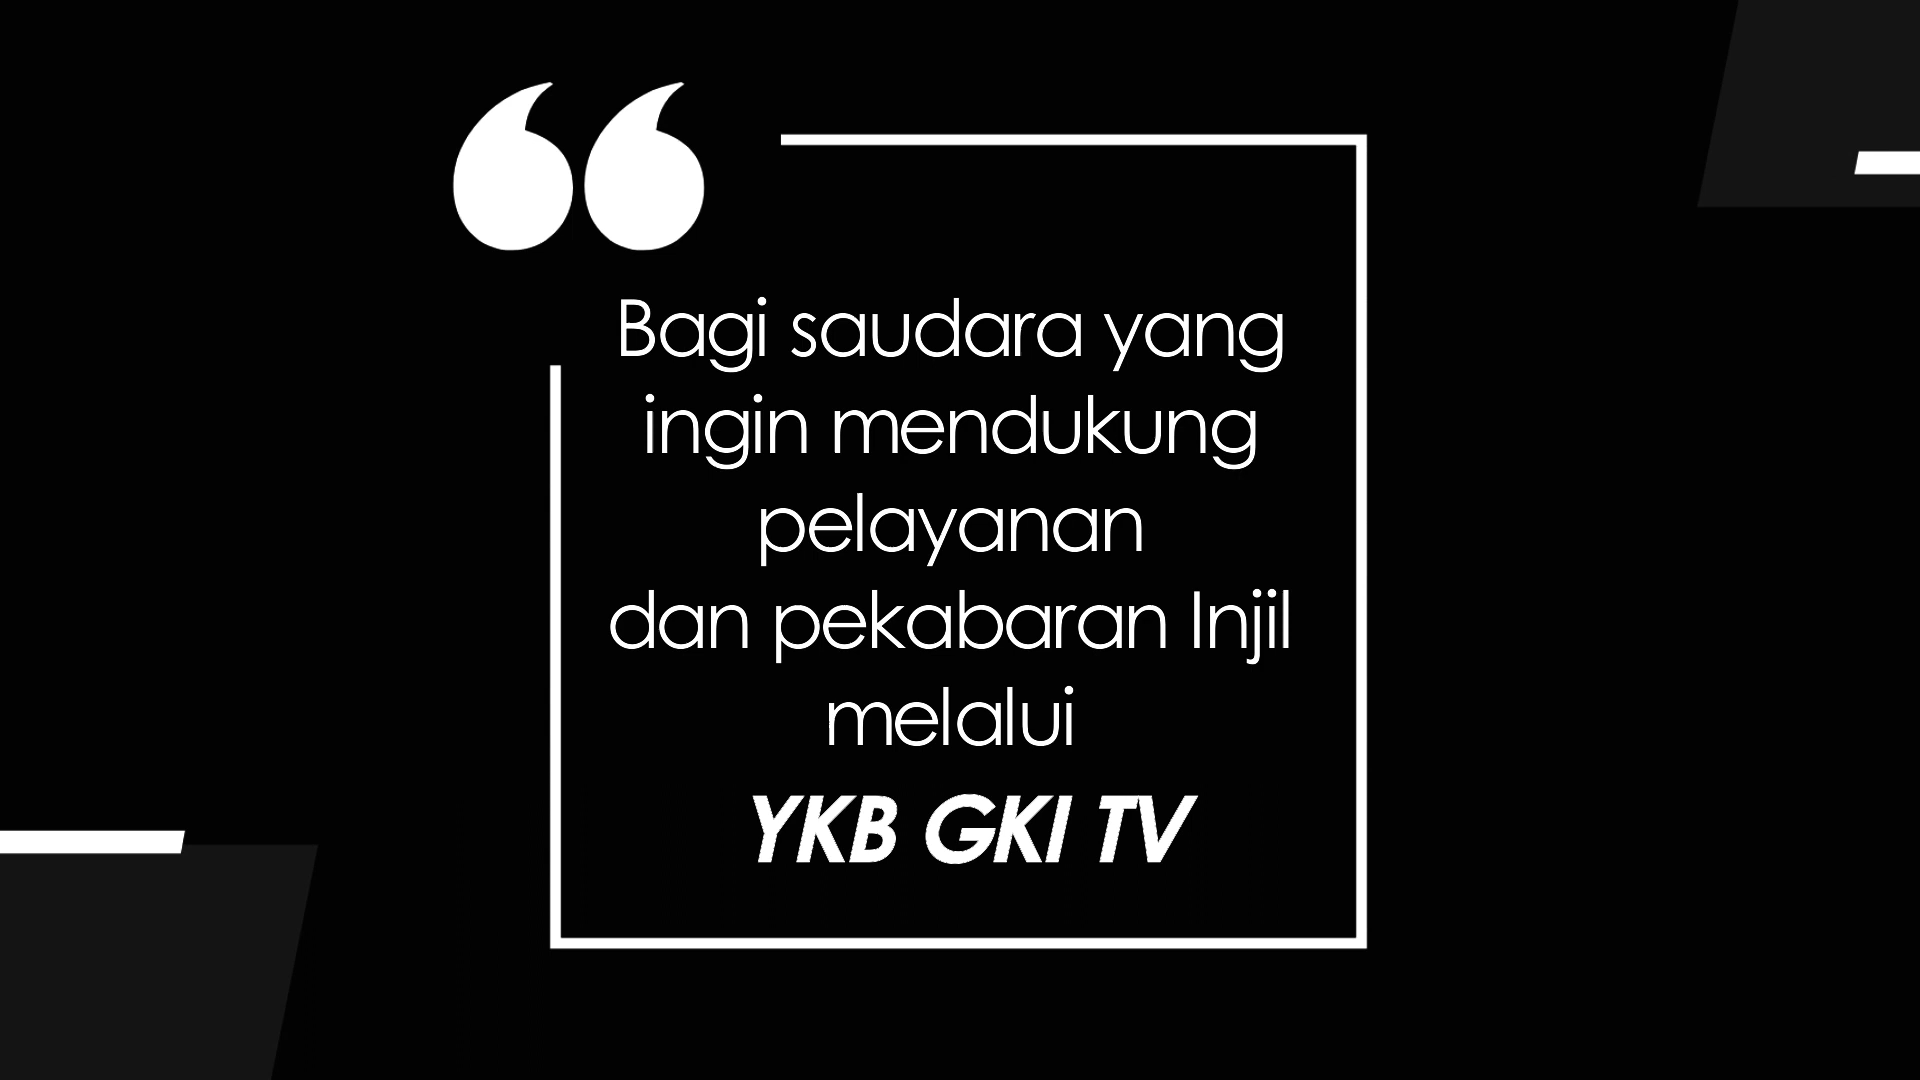 Bagi saudara yang
ingin mendukung
pelayanan
dan pekabaran Injil
melalui
YKB GKI TV